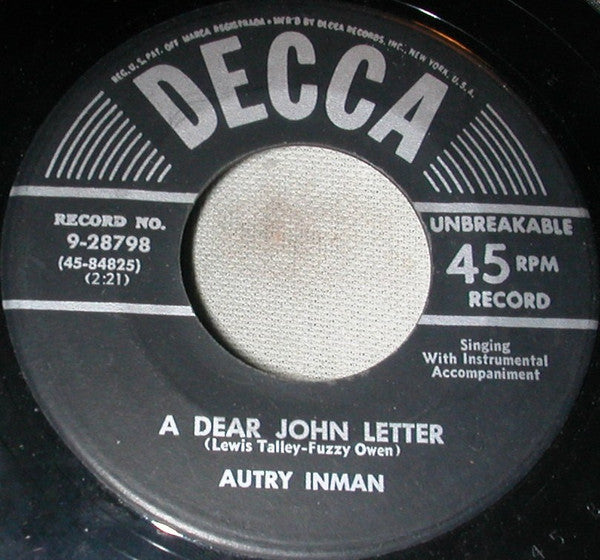 REG. U.S. PAT. OFF. MARCA REGISTRADA • MF'R'D BY DECCA RECORDS, INC., NEW YORK, U.S.A.
DECCA
RECORD NO.
9-28798
(45-84825)
(2:21)
UNBREAKABLE
45 RPM
RECORD
Singing
With Instrumental
Accompaniment
A DEAR JOHN LETTER
(Lewis Talley-Fuzzy Owen)
AUTRY INMAN